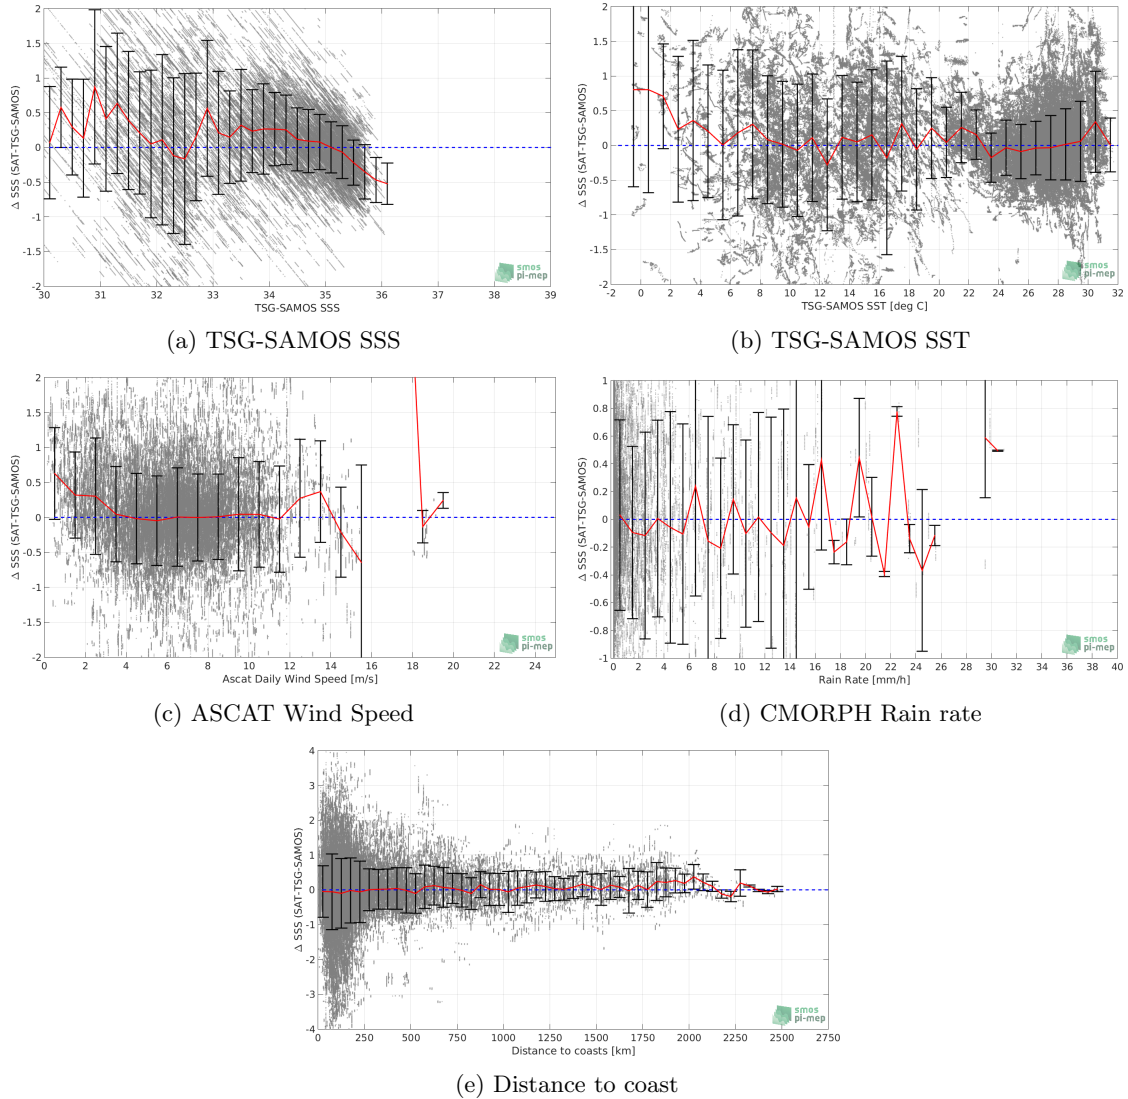 2
1.5
1
0.5
0
-0.5
-1
-1.5
-2
Δ SSS (SAT-TSG-SAMOS)
30 31 32 33 34 35 36 37 38 39
TSG-SAMOS SSS
smos
pi-mep
(a) TSG-SAMOS SSS
2
1.5
1
0.5
0
-0.5
-1
-1.5
-2
Δ SSS (SAT-TSG-SAMOS)
-2 0 2 4 6 8 10 12 14 16 18 20 22 24 26 28 30 32
TSG-SAMOS SST [deg C]
smos
pi-mep
(b) TSG-SAMOS SST
2
1.5
1
0.5
0
-0.5
-1
-1.5
-2
Δ SSS (SAT-TSG-SAMOS)
0 2 4 6 8 10 12 14 16 18 20 22 24
Ascat Daily Wind Speed [m/s]
smos
pi-mep
(c) ASCAT Wind Speed
1
0.8
0.6
0.4
0.2
0
-0.2
-0.4
-0.6
-0.8
-1
Δ SSS (SAT-TSG-SAMOS)
0 2 4 6 8 10 12 14 16 18 20 22 24 26 28 30 32 34 36 38 40
Rain Rate [mm/h]
smos
pi-mep
(d) CMORPH Rain rate
4
3
2
1
0
-1
-2
-3
-4
Δ SSS (SAT-TSG-SAMOS)
0 250 500 750 1000 1250 1500 1750 2000 2250 2500 2750
Distance to coasts [km]
smos
pi-mep
(e) Distance to coast